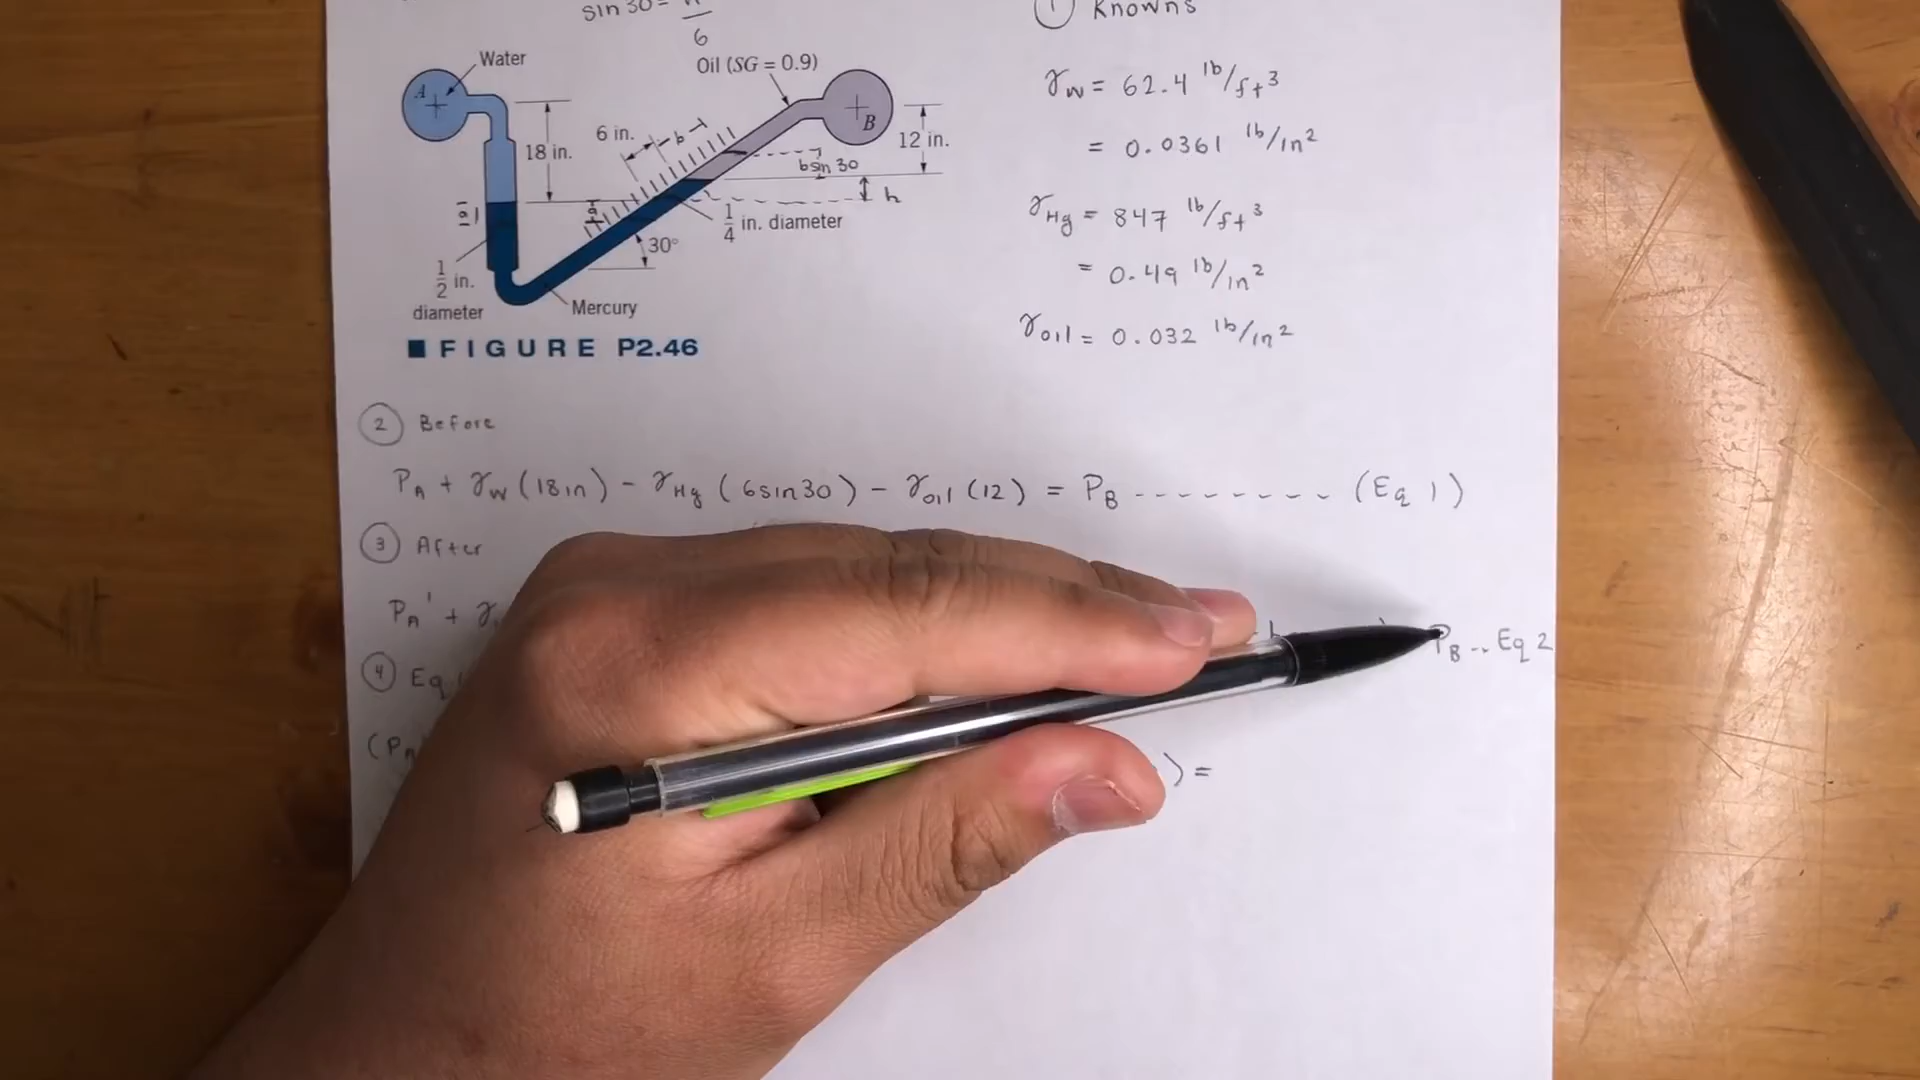 sin 30 =
6
1 Knowns
Water
Oil (SG = 0.9)
A
B
6 in.
b
18 in.
12 in.
b sin 30
h
a
a
1/4 in. diameter
30°
1/2 in.
diameter
Mercury
FIGURE P2.46
γw = 62.4 lb/ft3
= 0.0361 lb/in2
γHg = 847 lb/ft3
= 0.49 lb/in2
γoil = 0.032 lb/in2
2 Before
PA + γw (18in) - γHg (6sin30) - γoil (12) = PB -------- (Eq 1)
3 After
PA' + γ
PB -- Eq 2
4 Eq
(PA
) =